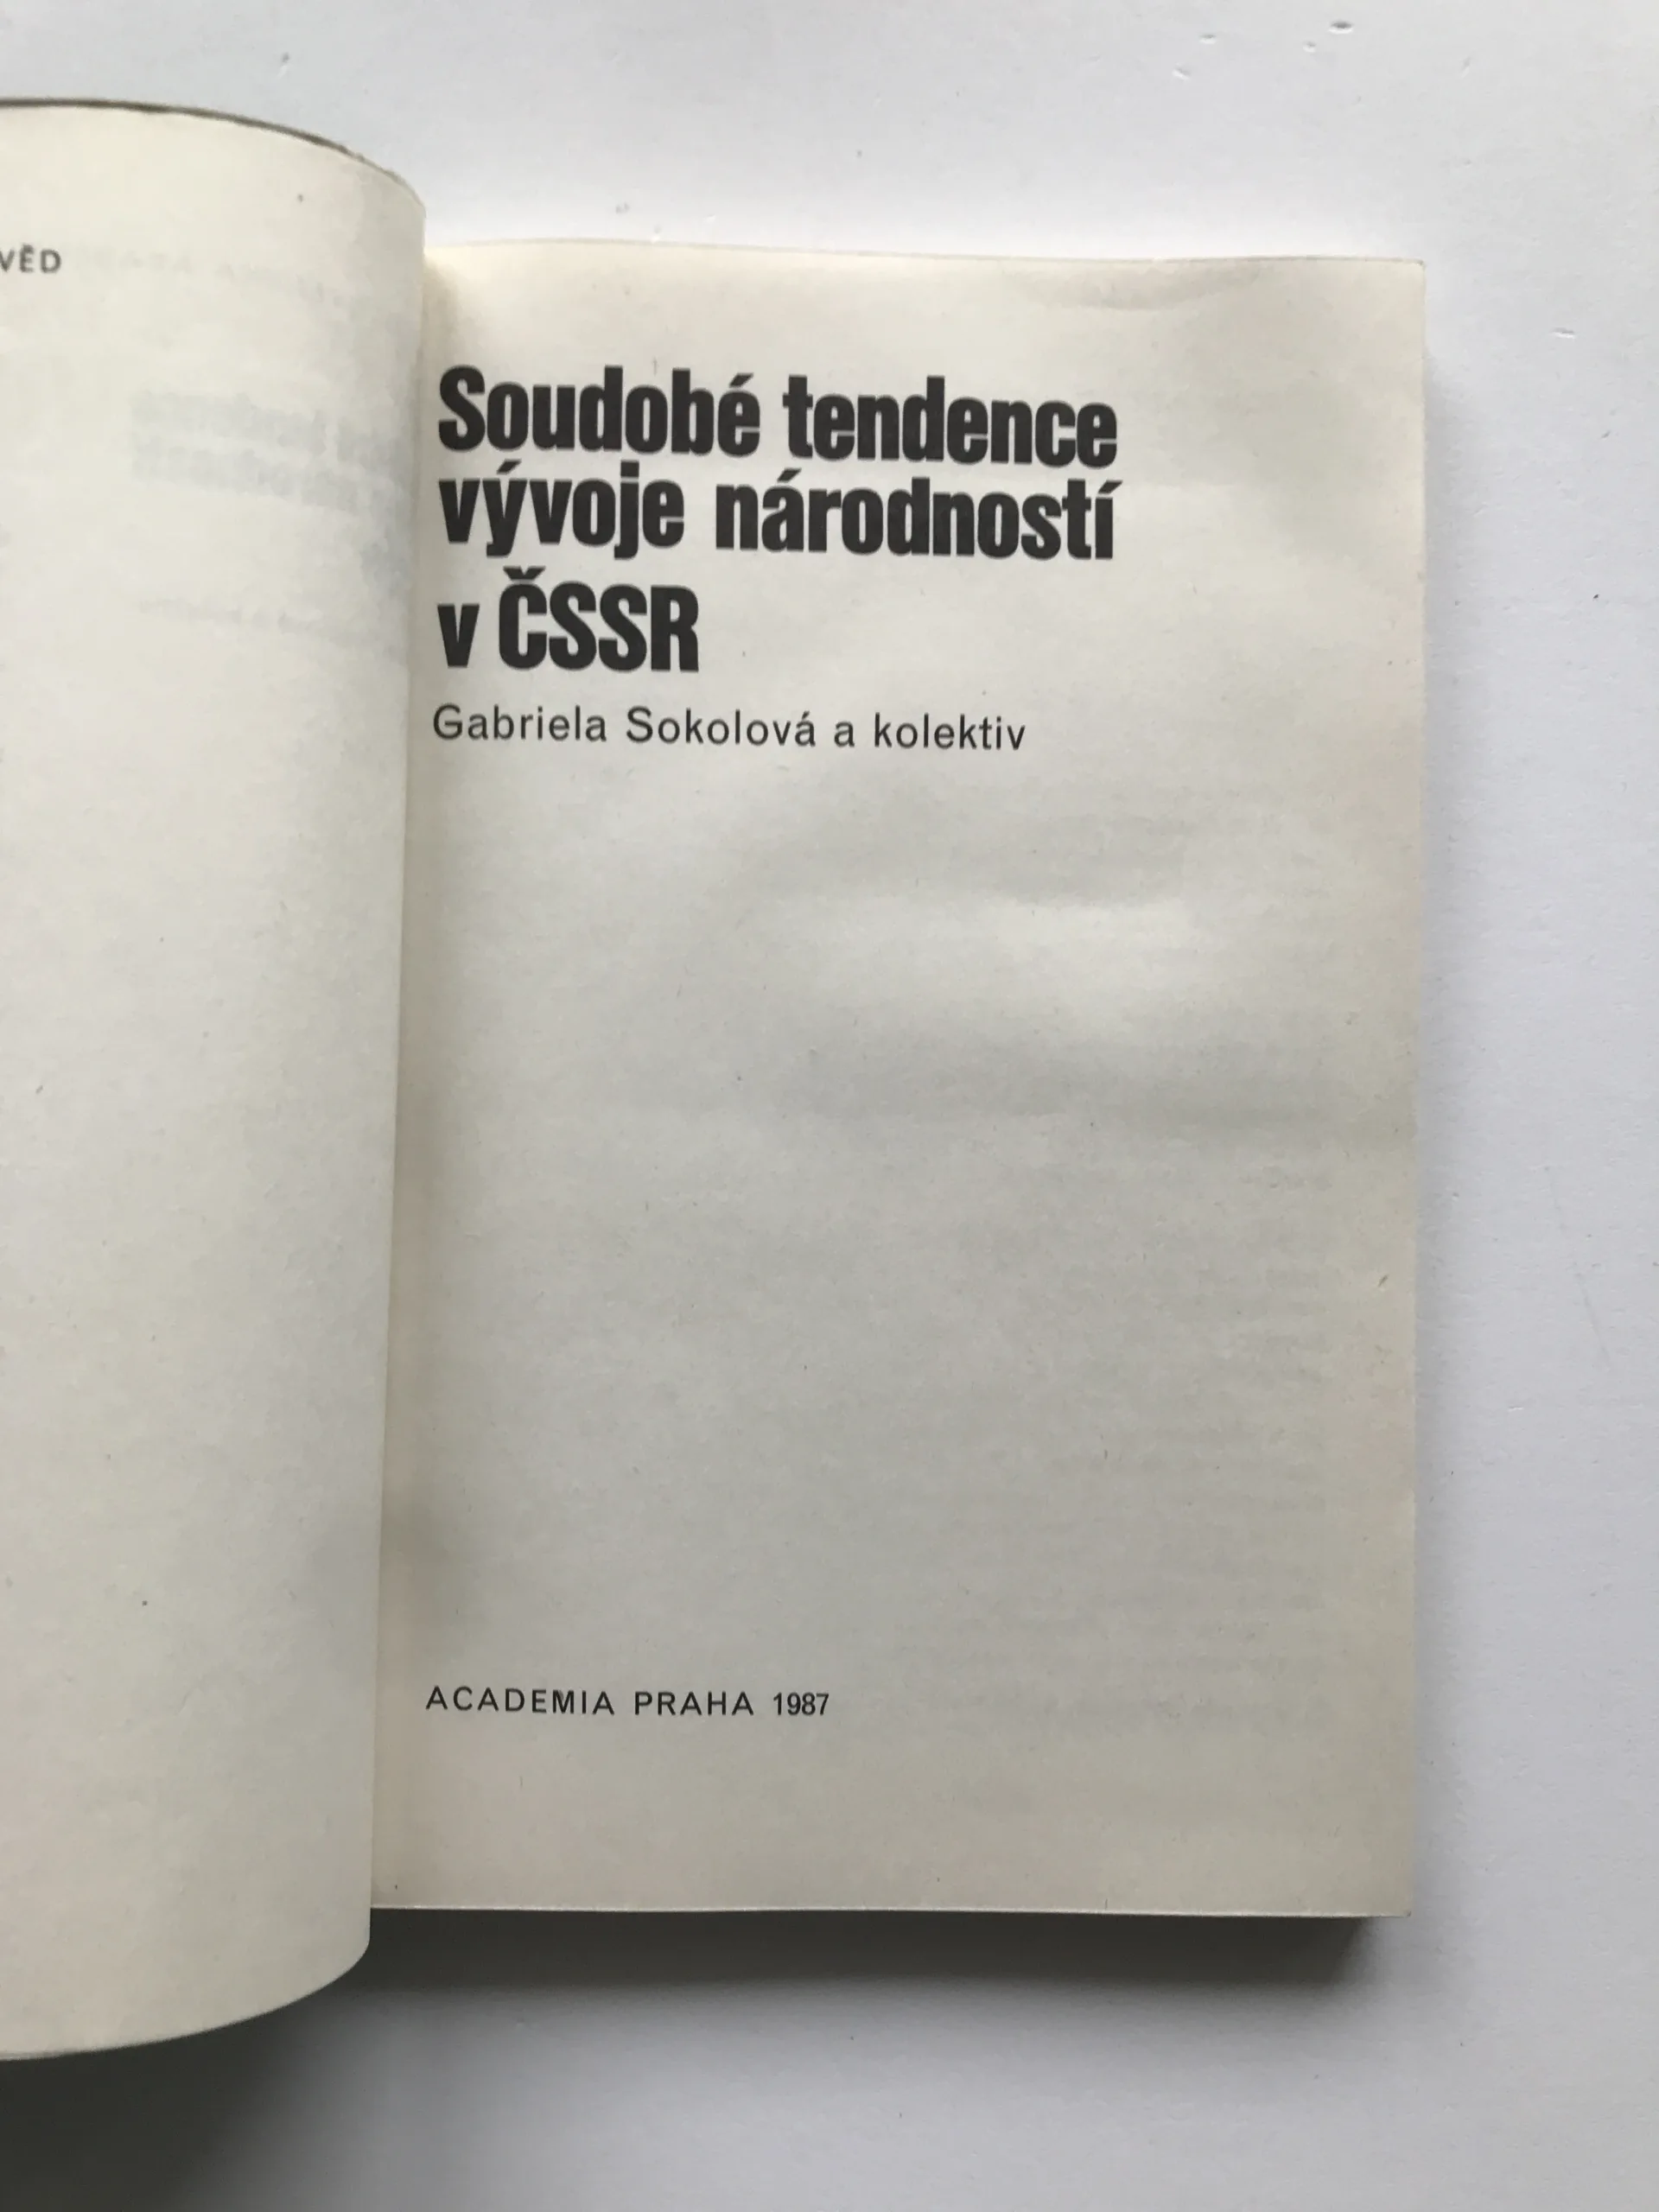 VĚD
Soudobé tendence
vývoje národností
v ČSSR
Gabriela Sokolová a kolektiv
ACADEMIA PRAHA 1987